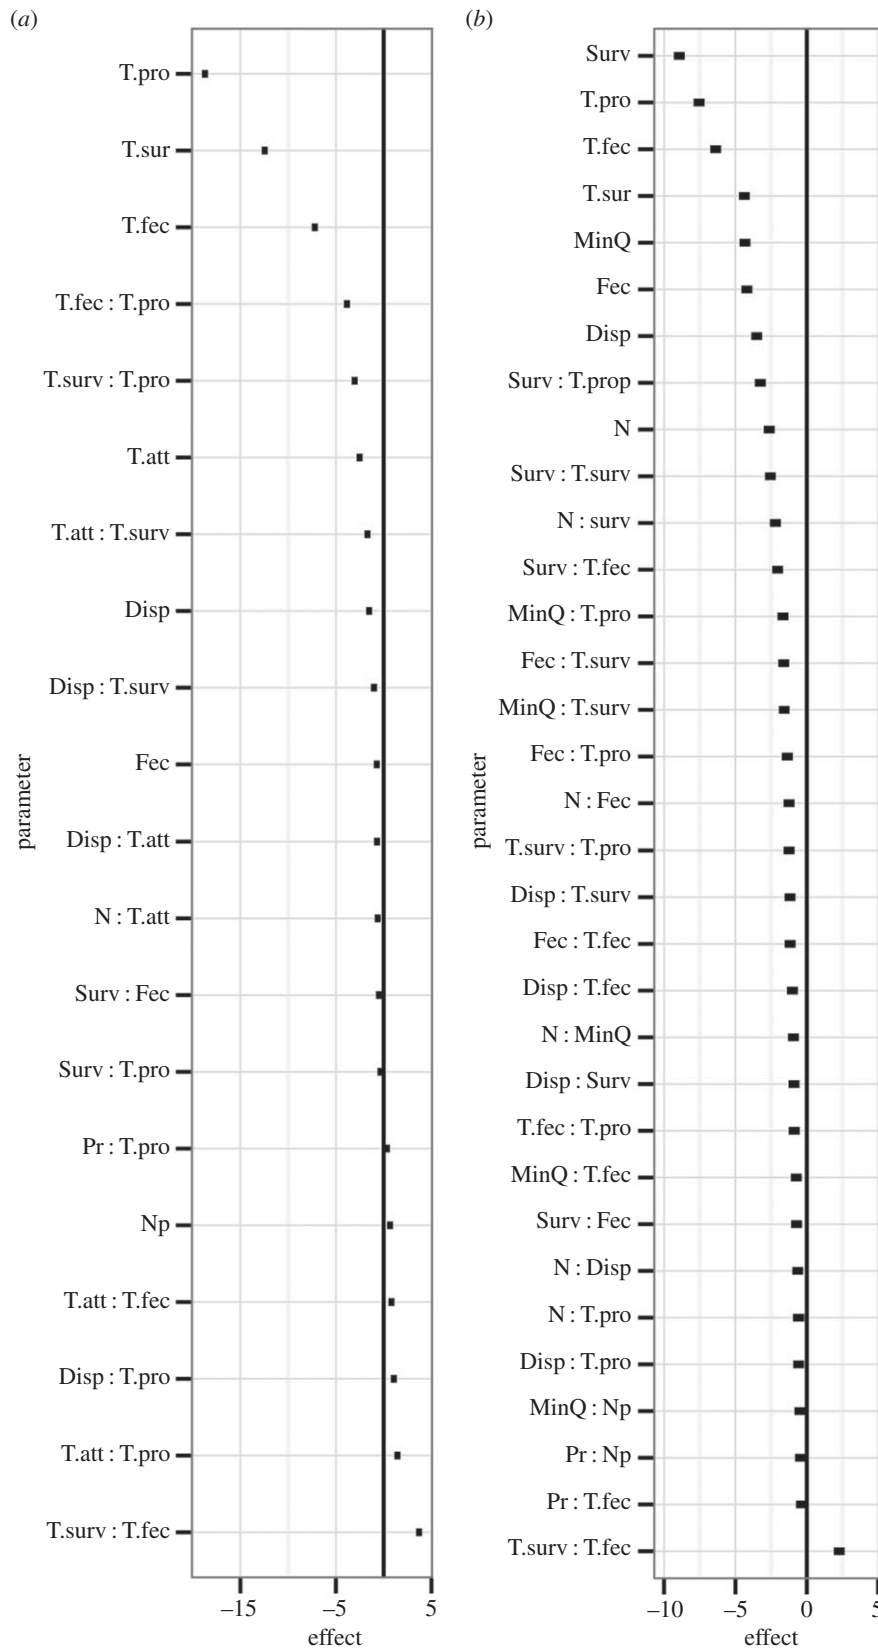 (a)
T.pro
T.sur
T.fec
T.fec : T.pro
T.surv : T.pro
T.att
T.att : T.surv
Disp
Disp : T.surv
Fec
Disp : T.att
N : T.att
Surv : Fec
Surv : T.pro
Pr : T.pro
Np
T.att : T.fec
Disp : T.pro
T.att : T.pro
T.surv : T.fec
parameter
–15 –5 5
effect
(b)
Surv
T.pro
T.fec
T.sur
MinQ
Fec
Disp
Surv : T.prop
N
Surv : T.surv
N : surv
Surv : T.fec
MinQ : T.pro
Fec : T.surv
MinQ : T.surv
Fec : T.pro
N : Fec
T.surv : T.pro
Disp : T.surv
Fec : T.fec
Disp : T.fec
N : MinQ
Disp : Surv
T.fec : T.pro
MinQ : T.fec
Surv : Fec
N : Disp
N : T.pro
Disp : T.pro
MinQ : Np
Pr : Np
Pr : T.fec
T.surv : T.fec
parameter
–10 –5 0 5
effect